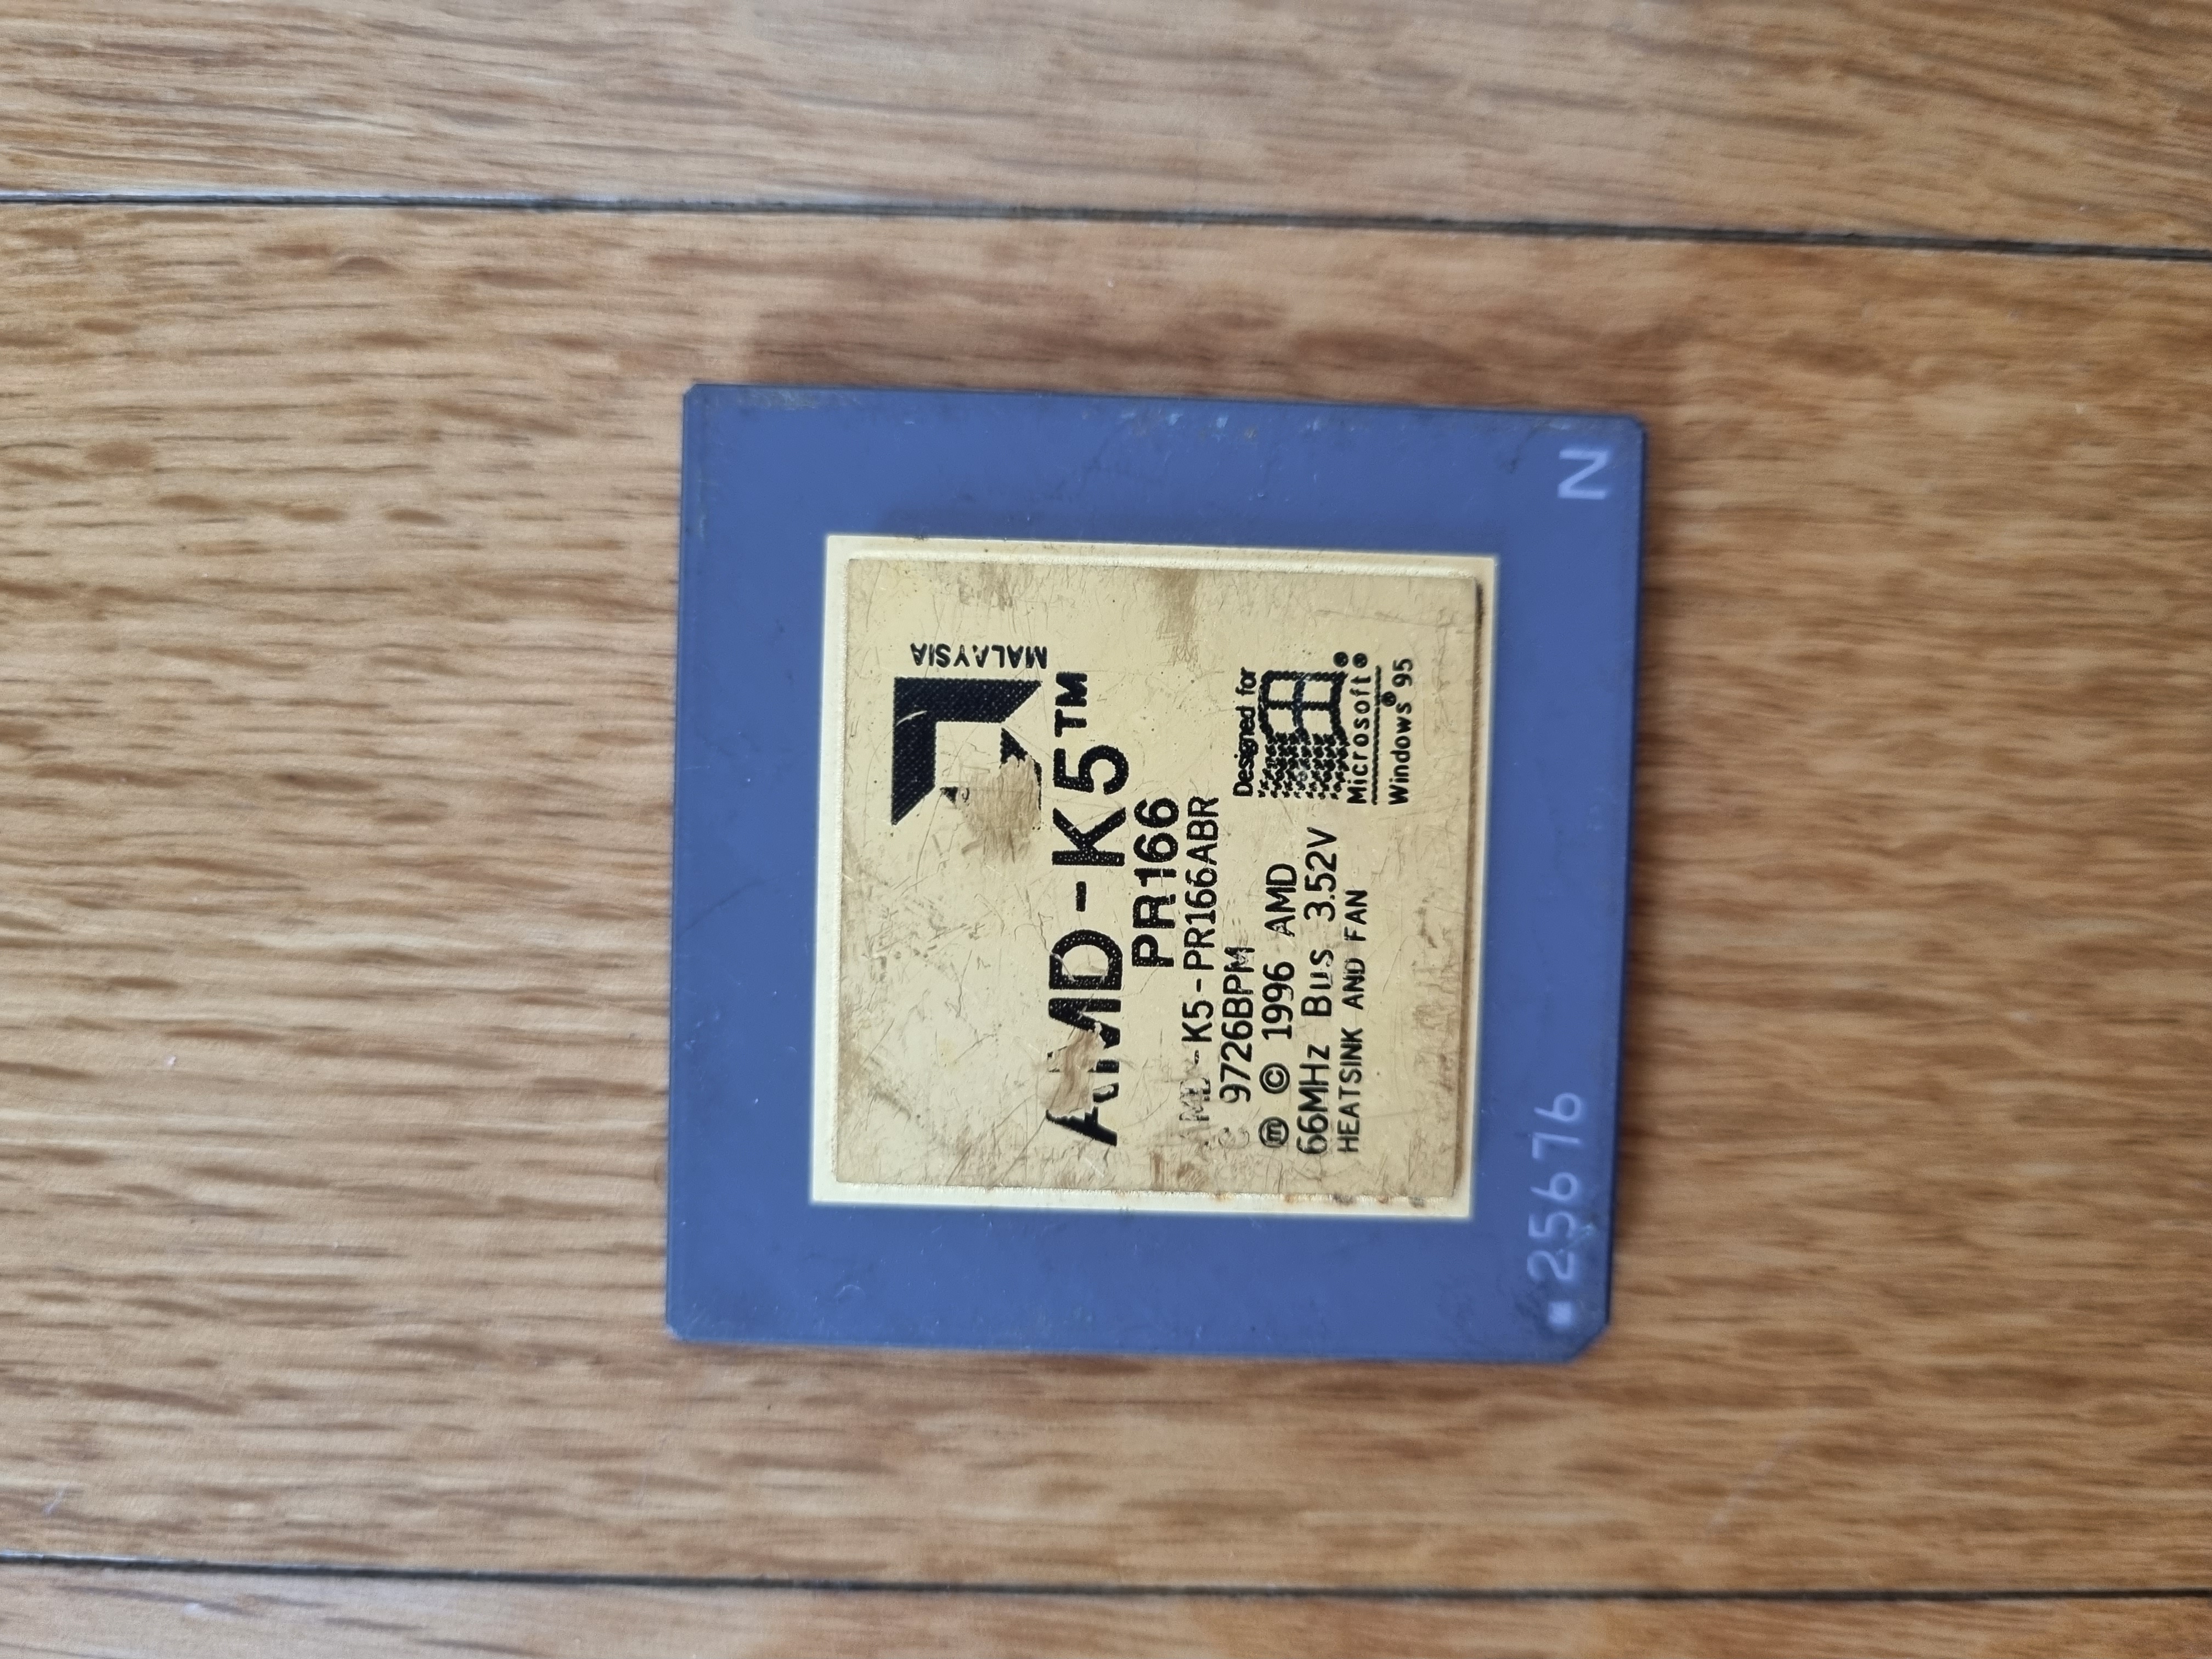 MALAYSIA
AMD-K5™
PR166
AMD-K5-PR166ABR
C 9726BPM
ⓜ © 1996 AMD
66MHz Bus 3.52V
HEATSINK AND FAN
Designed for
Microsoft®
Windows®95
25676
N